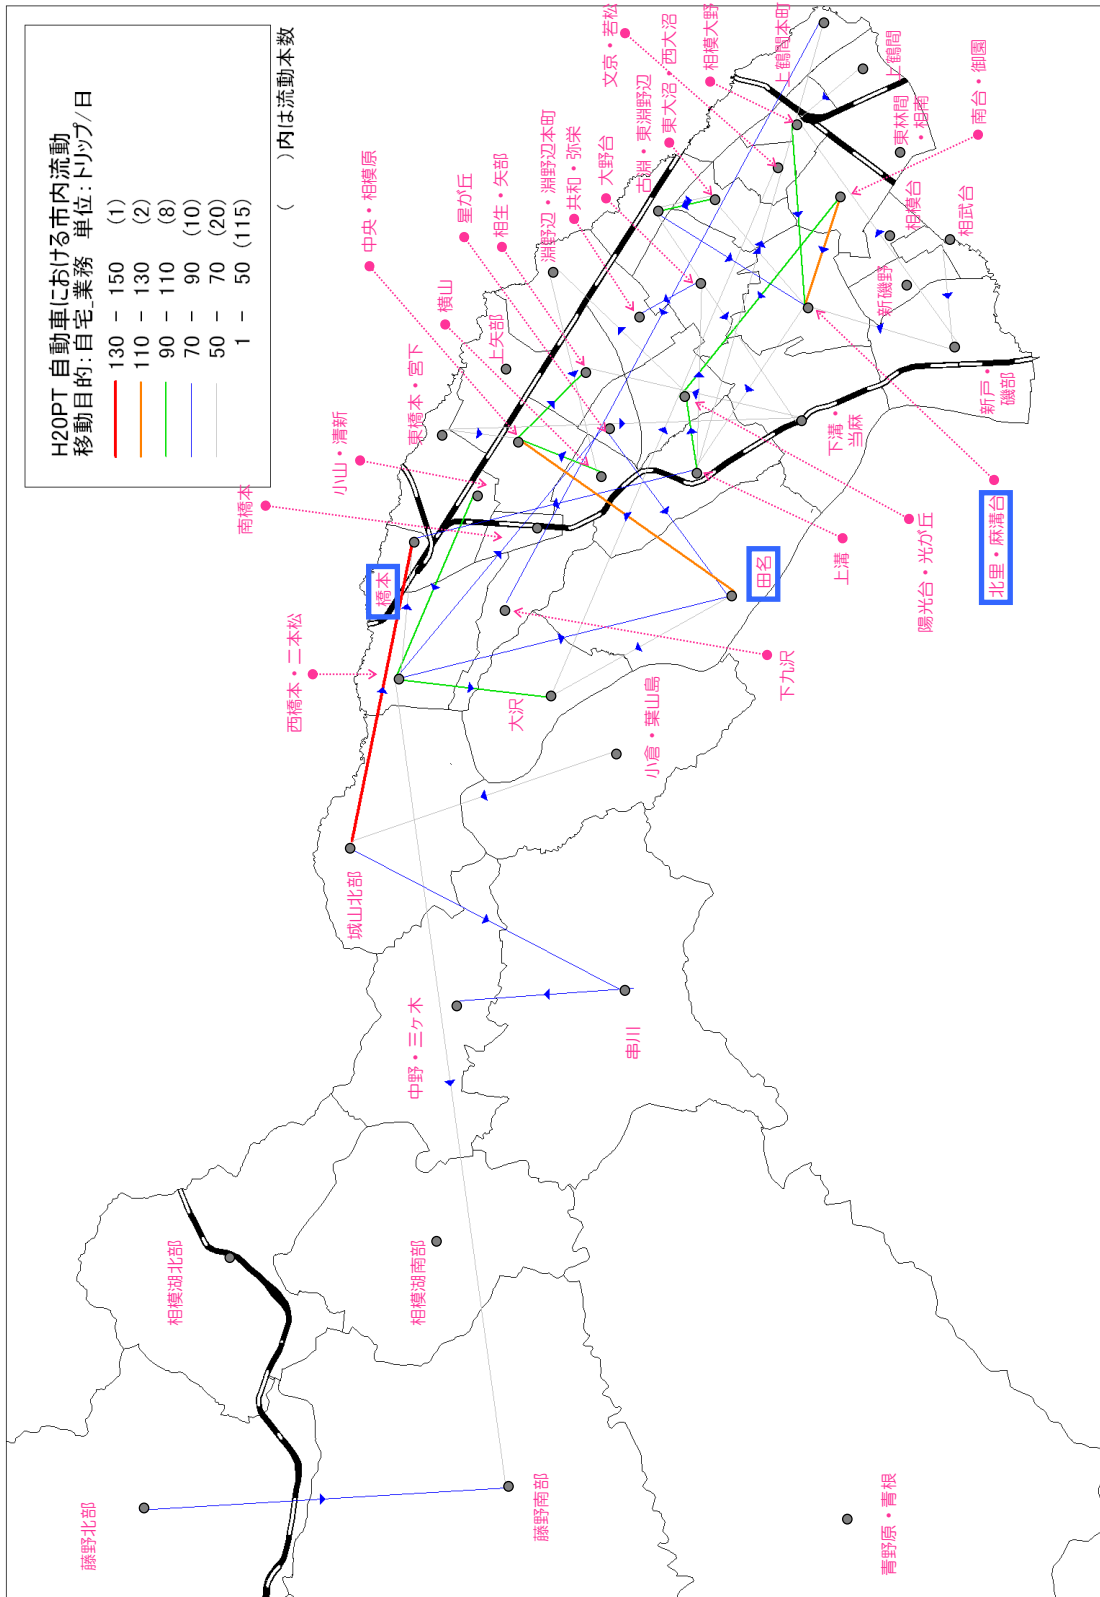 H20PT 自動車における市内流動
移動目的:自宅_業務 単位:トリップ/日
130 - 150 (1)
110 - 130 (2)
90 - 110 (8)
70 - 90 (10)
50 - 70 (20)
1 - 50 (115)
( )内は流動本数
藤野北部
藤野南部
青野原・青根
相模湖北部
相模湖南部
中野・三ヶ木
串川
城山北部
小倉・葉山島
西橋本・二本松
大沢
下九沢
橋本
田名
南橋本
小山・清新
東橋本・宮下
上溝
横山
中央・相模原
星が丘
相生・矢部
上矢部
陽光台・光が丘
下溝・
当麻
淵野辺・淵野辺本町
共和・弥栄
大野台
北里・麻溝台
新戸・
磯部
古淵・東淵野辺
東大沼・西大沼
文京・若松
相模大野
上鶴間本町
上鶴間
東林間
・相南
南台・御園
相模台
相武台
新磯野